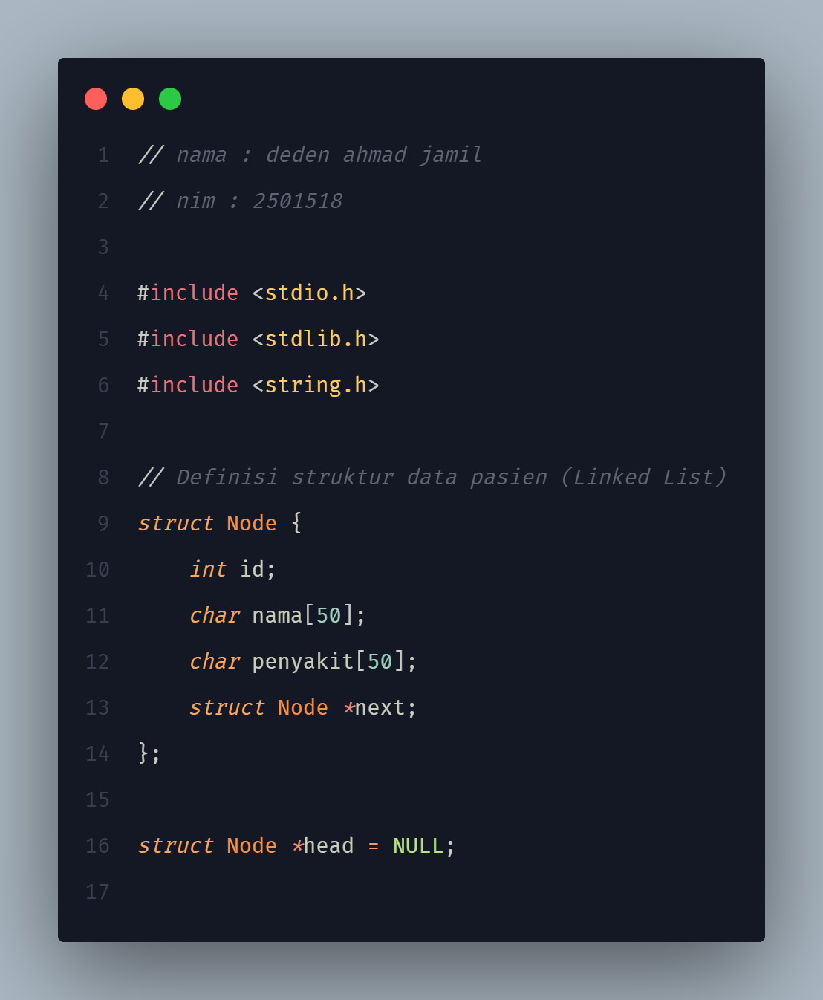 1 // nama : deden ahmad jamil
2 // nim : 2501518
3
4 #include <stdio.h>
5 #include <stdlib.h>
6 #include <string.h>
7
8 // Definisi struktur data pasien (Linked List)
9 struct Node {
10     int id;
11     char nama[50];
12     char penyakit[50];
13     struct Node *next;
14 };
15
16 struct Node *head = NULL;
17